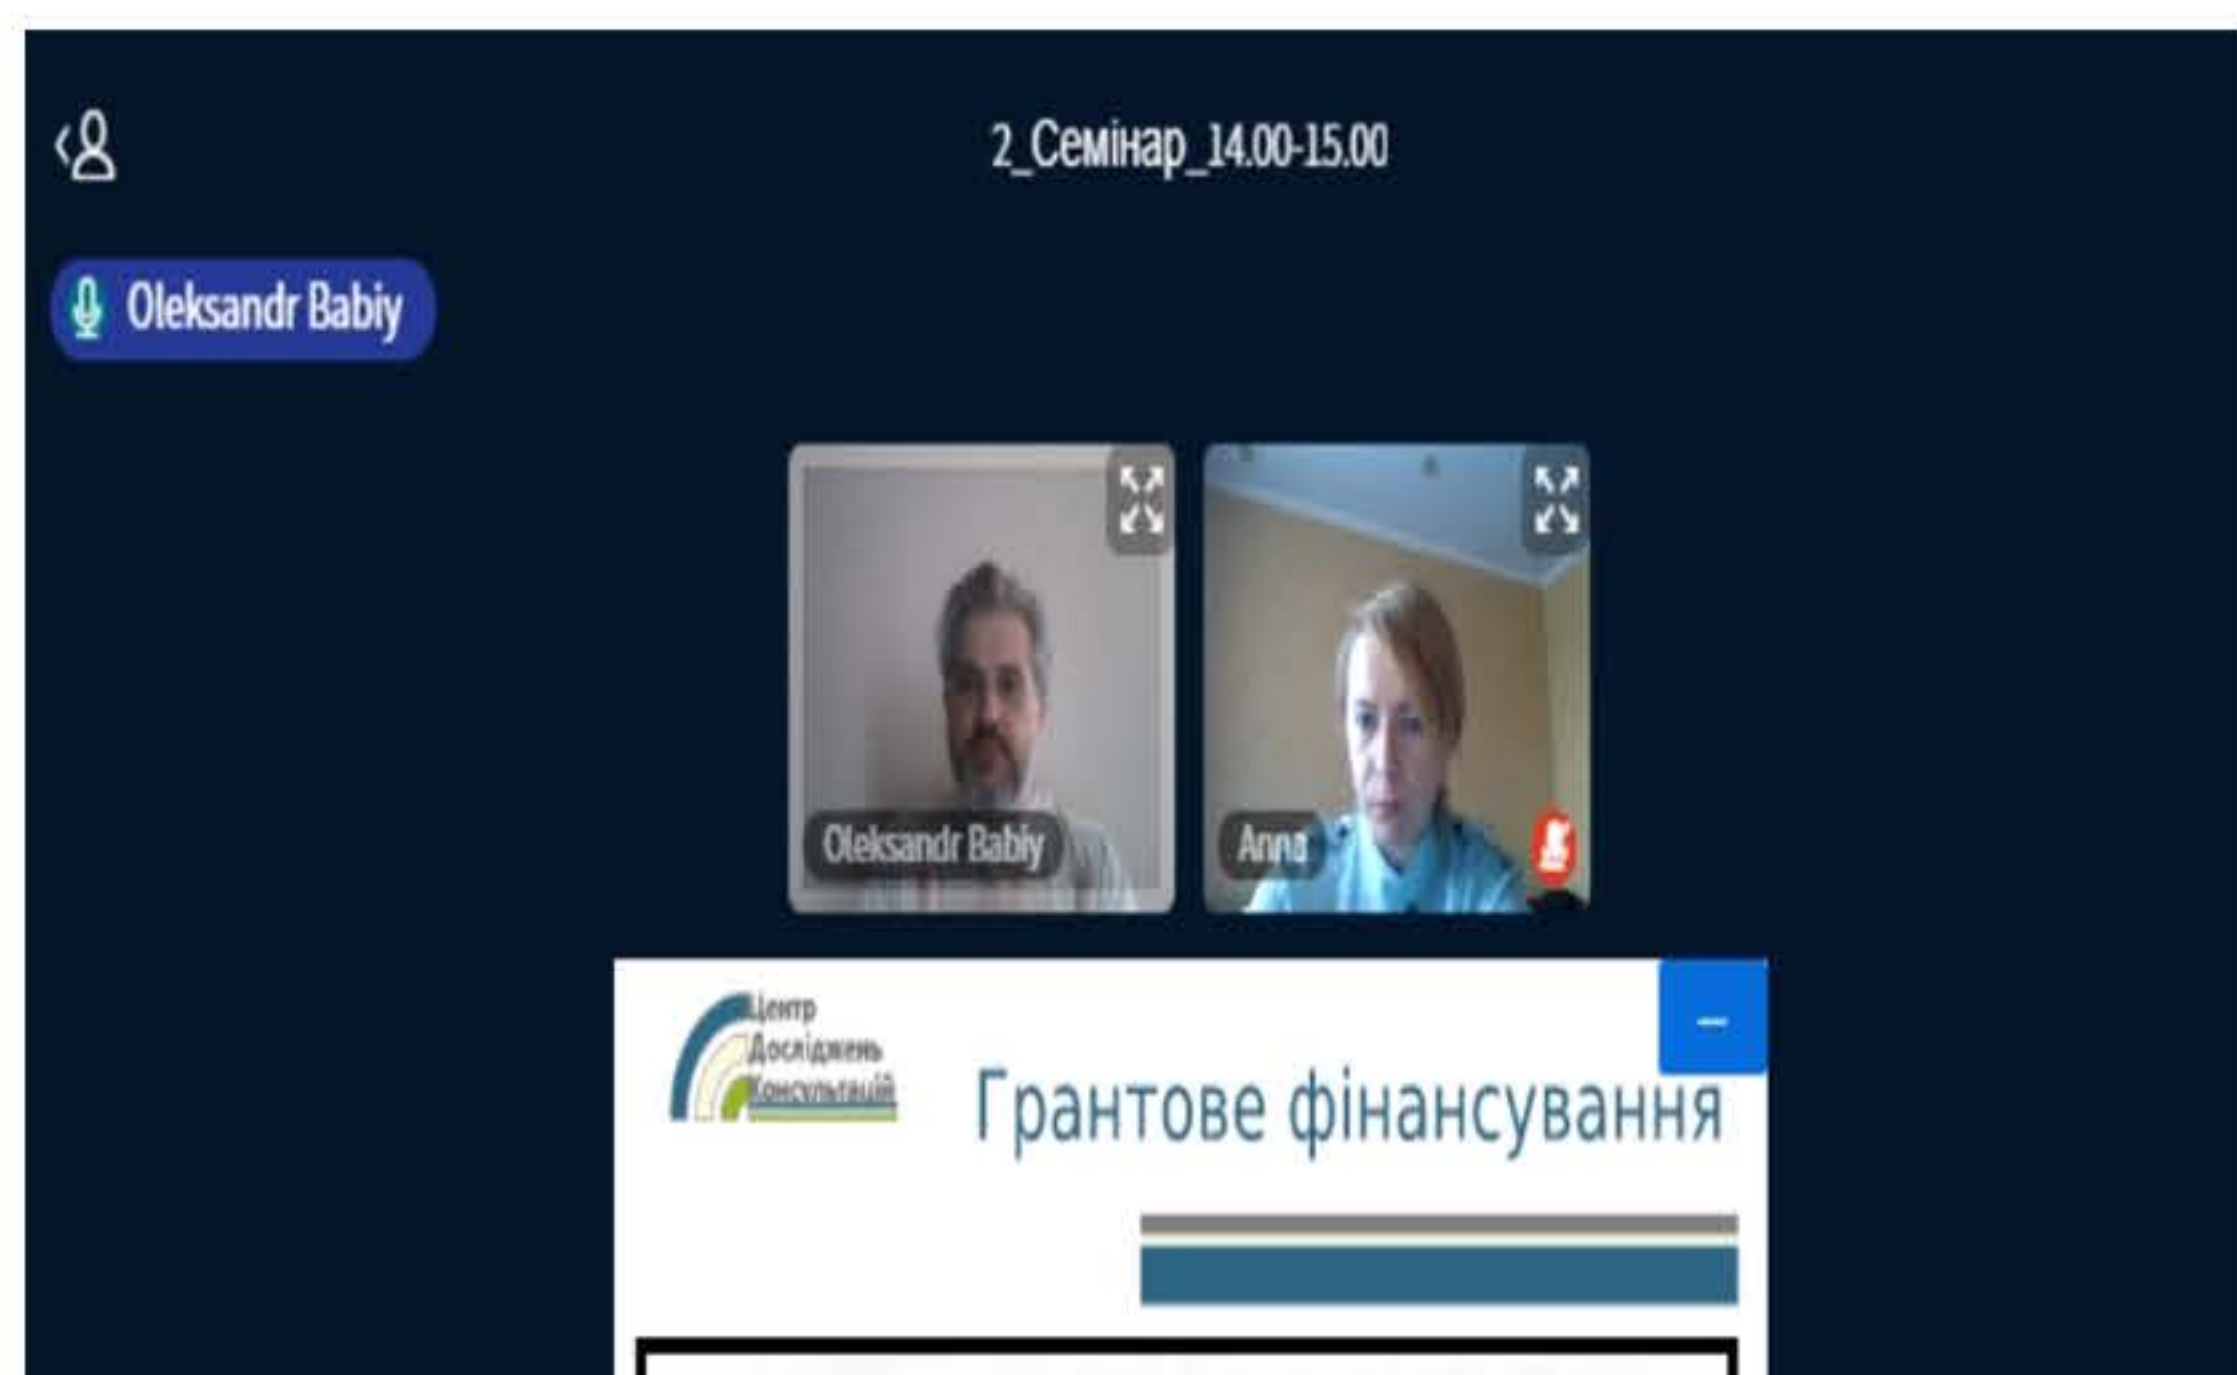 2_Семінар_14.00-15.00
Oleksandr Babiy
Oleksandr Babiy
Anna
Центр
Досліджень
Консультацій
Грантове фінансування